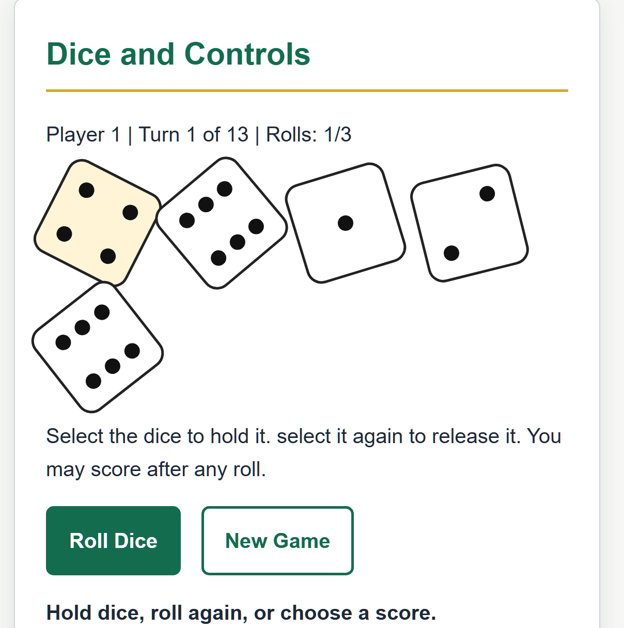 Dice and Controls
Player 1 | Turn 1 of 13 | Rolls: 1/3
Select the dice to hold it. select it again to release it. You
may score after any roll.
Roll Dice
New Game
Hold dice, roll again, or choose a score.